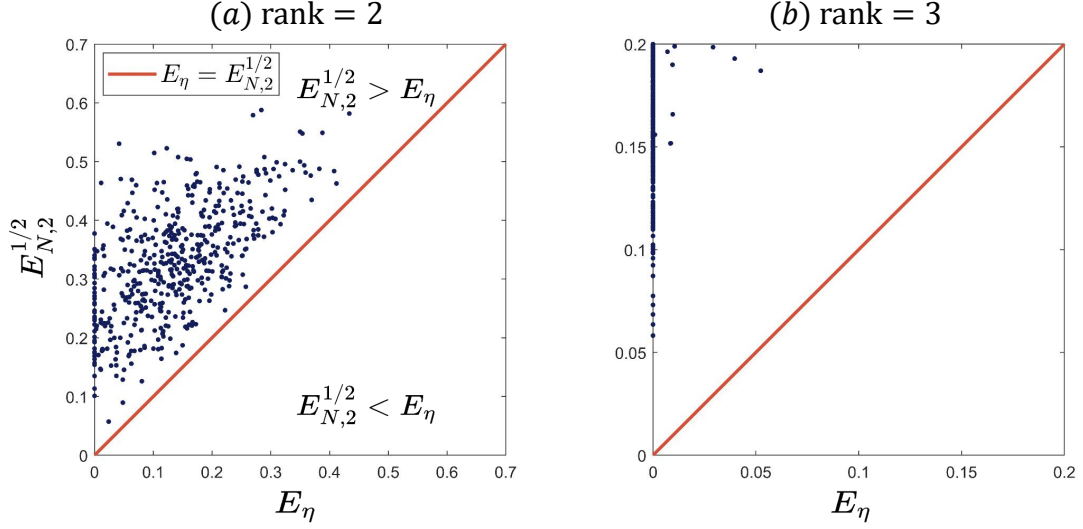 (a) rank = 2
0.7
0.6
0.5
0.4
0.3
0.2
0.1
0
E_{N,2}^{1/2}
E_η = E_{N,2}^{1/2}
E_{N,2}^{1/2} > E_η
E_{N,2}^{1/2} < E_η
0 0.1 0.2 0.3 0.4 0.5 0.6 0.7
E_η
(b) rank = 3
0.2
0.15
0.1
0.05
0
0 0.05 0.1 0.15 0.2
E_η